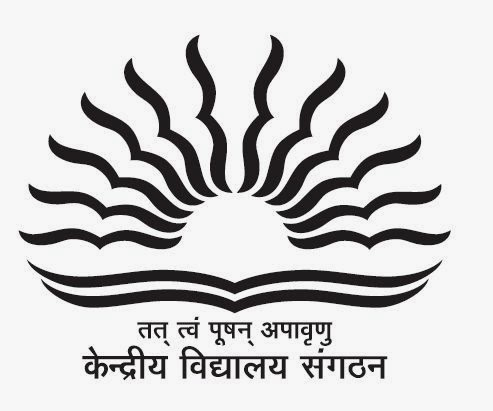 तत् त्वं पूषन् अपावृणु
केन्द्रीय विद्यालय संगठन